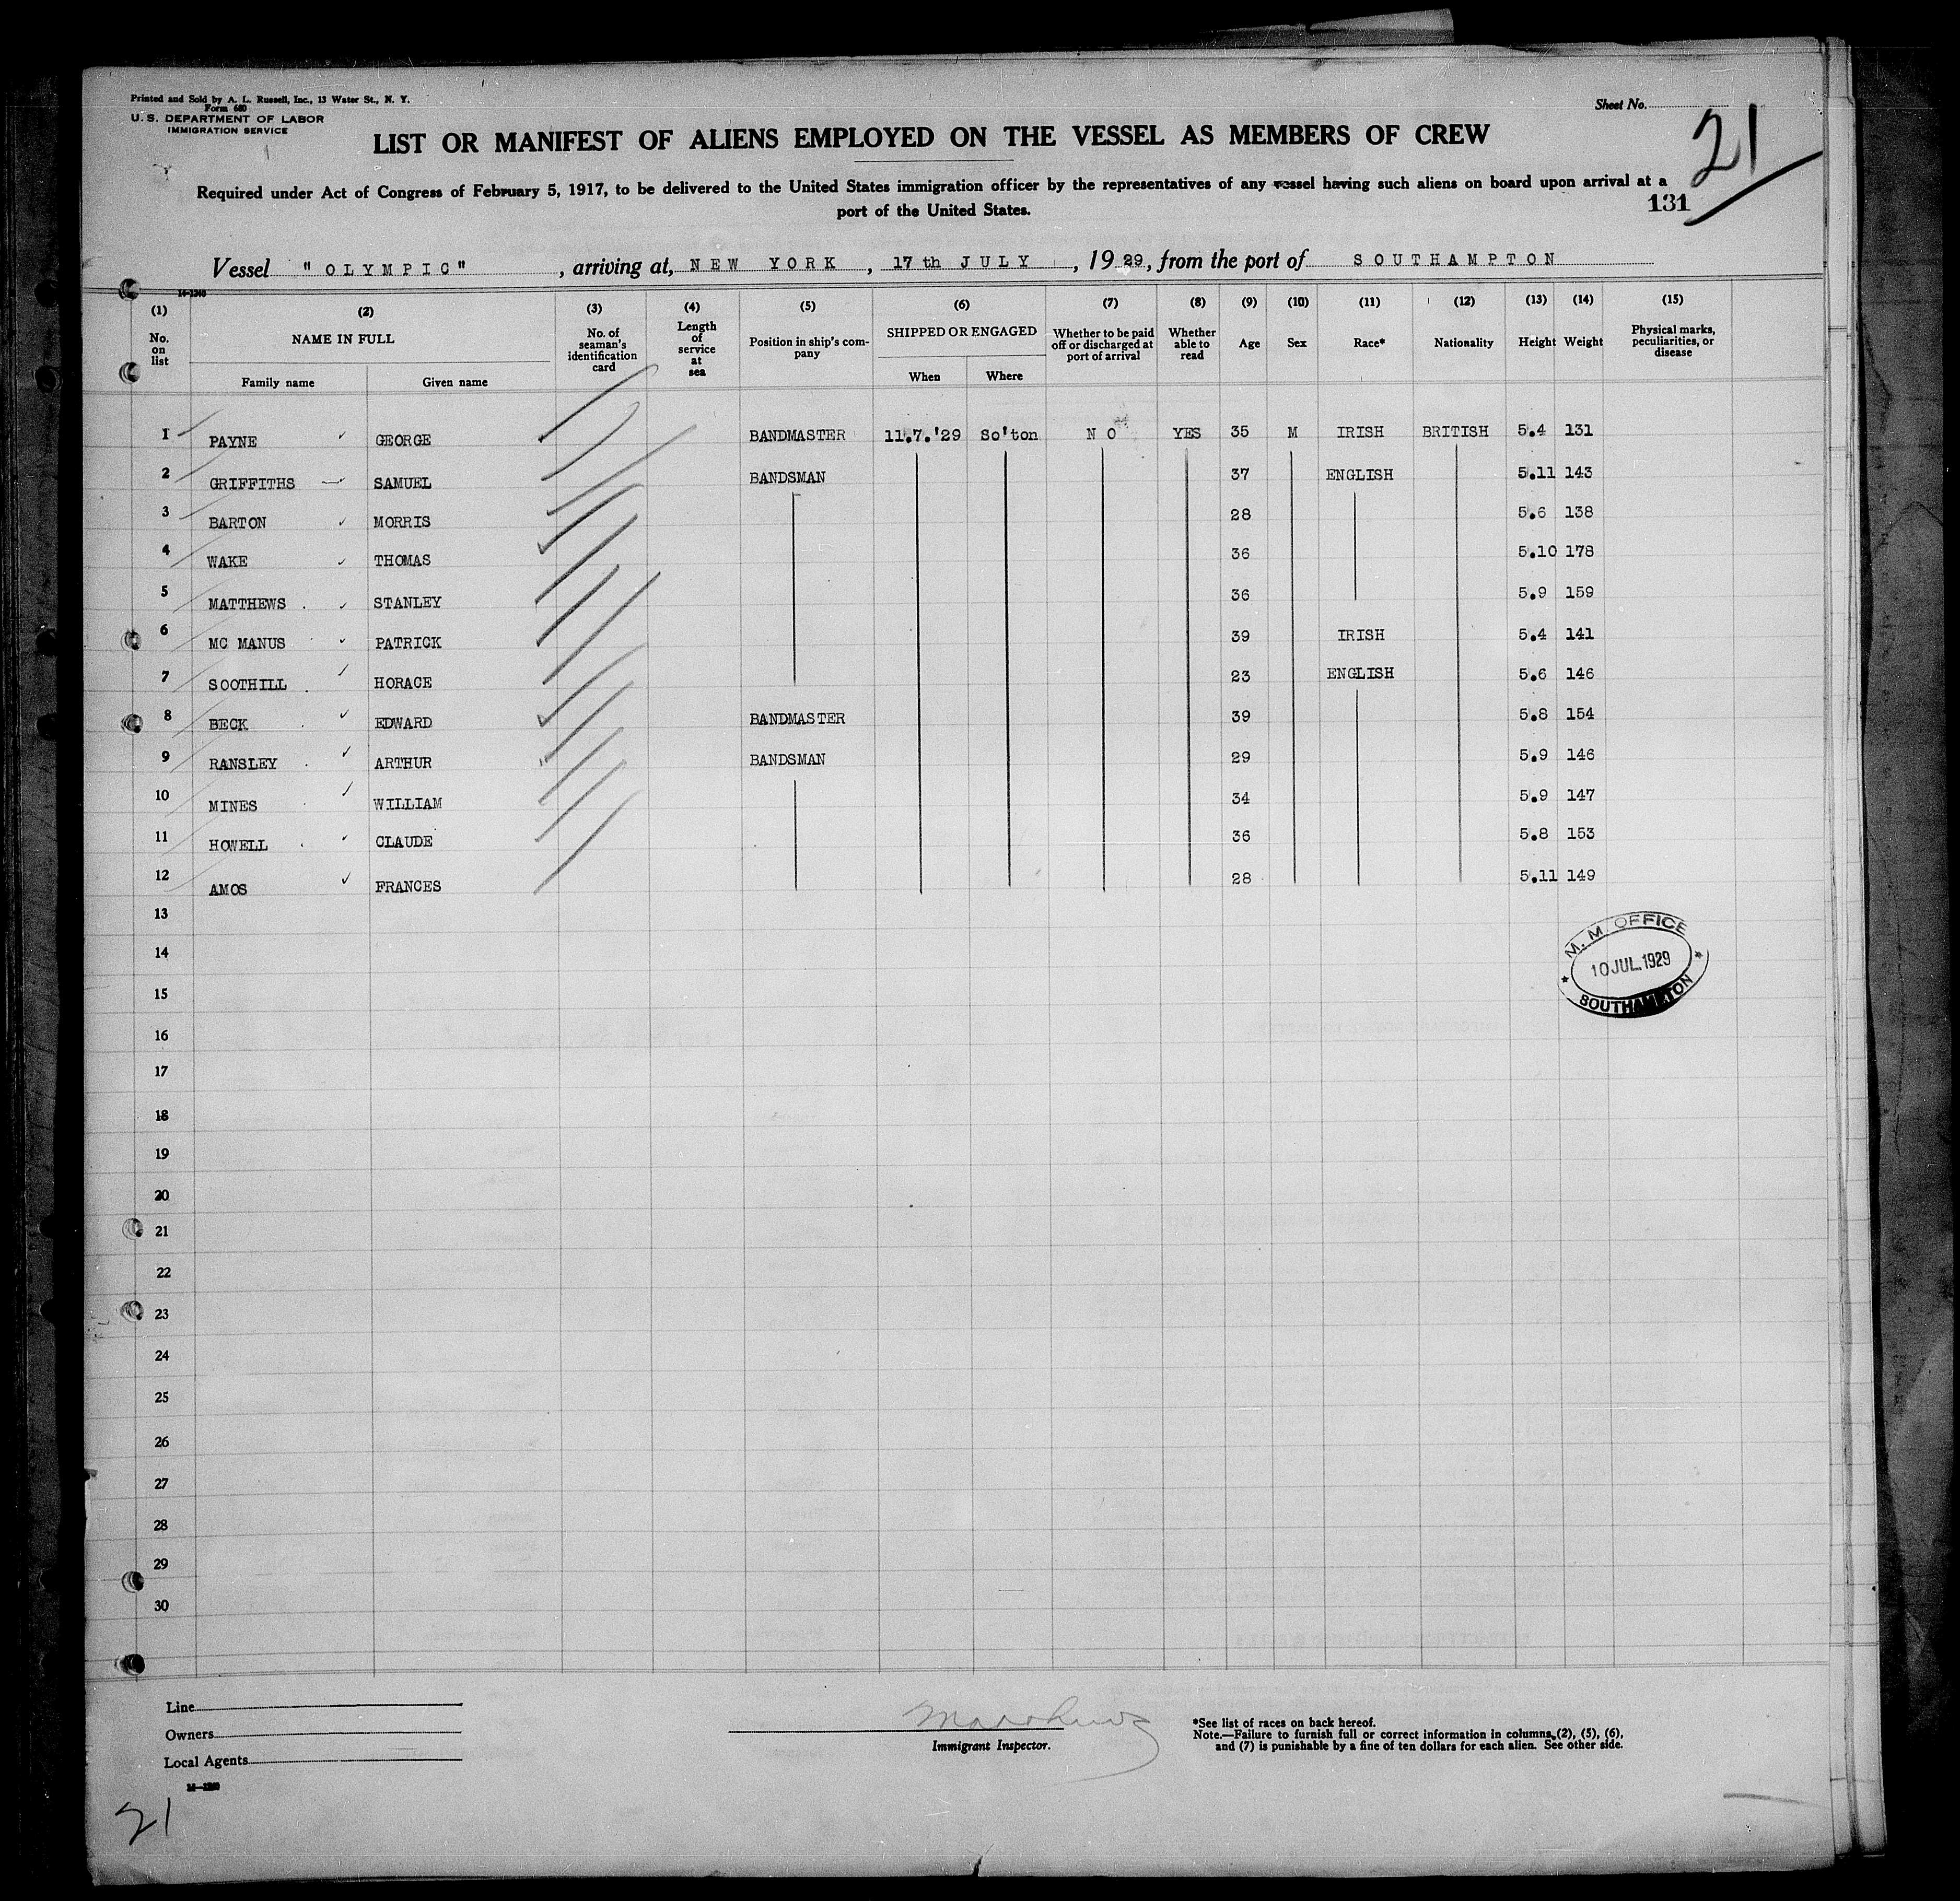 Printed and Sold by A. L. Russell, Inc., 13 Water St., N. Y.
Form 680
U. S. DEPARTMENT OF LABOR
IMMIGRATION SERVICE
Sheet No.
21
LIST OR MANIFEST OF ALIENS EMPLOYED ON THE VESSEL AS MEMBERS OF CREW
Required under Act of Congress of February 5, 1917, to be delivered to the United States immigration officer by the representatives of any vessel having such aliens on board upon arrival at a
port of the United States.
131
Vessel "OLYMPIC", arriving at, NEW YORK, 17th JULY, 1929, from the port of SOUTHAMPTON
14-1240
(1) (2) (3) (4) (5) (6) (7) (8) (9) (10) (11) (12) (13) (14) (15)
No. on list
NAME IN FULL
Family name Given name
No. of seaman's identification card
Length of service at sea
Position in ship's company
SHIPPED OR ENGAGED
When Where
Whether to be paid off or discharged at port of arrival
Whether able to read
Age Sex Race* Nationality Height Weight
Physical marks, peculiarities, or disease
1 PAYNE GEORGE BANDMASTER 11.7.'29 So'ton NO YES 35 M IRISH BRITISH 5.4 131
2 GRIFFITHS SAMUEL BANDSMAN 37 ENGLISH 5.11 143
3 BARTON MORRIS 28 5.6 138
4 WAKE THOMAS 36 5.10 178
5 MATTHEWS STANLEY 36 5.9 159
6 MC MANUS PATRICK 39 IRISH 5.4 141
7 SOOTHILL HORACE 23 ENGLISH 5.6 146
8 BECK EDWARD BANDMASTER 39 5.8 154
9 RANSLEY ARTHUR BANDSMAN 29 5.9 146
10 MINES WILLIAM 34 5.9 147
11 HOWELL CLAUDE 36 5.8 153
12 AMOS FRANCES 28 5.11 149
13
M. M. OFFICE
14
10 JUL. 1929
SOUTHAMPTON
15
16
17
18
19
20
21
22
23
24
25
26
27
28
29
30
Line
Owners
Local Agents
Immigrant Inspector.
*See list of races on back hereof.
Note.—Failure to furnish full or correct information in columns (2), (5), (6),
and (7) is punishable by a fine of ten dollars for each alien. See other side.
21